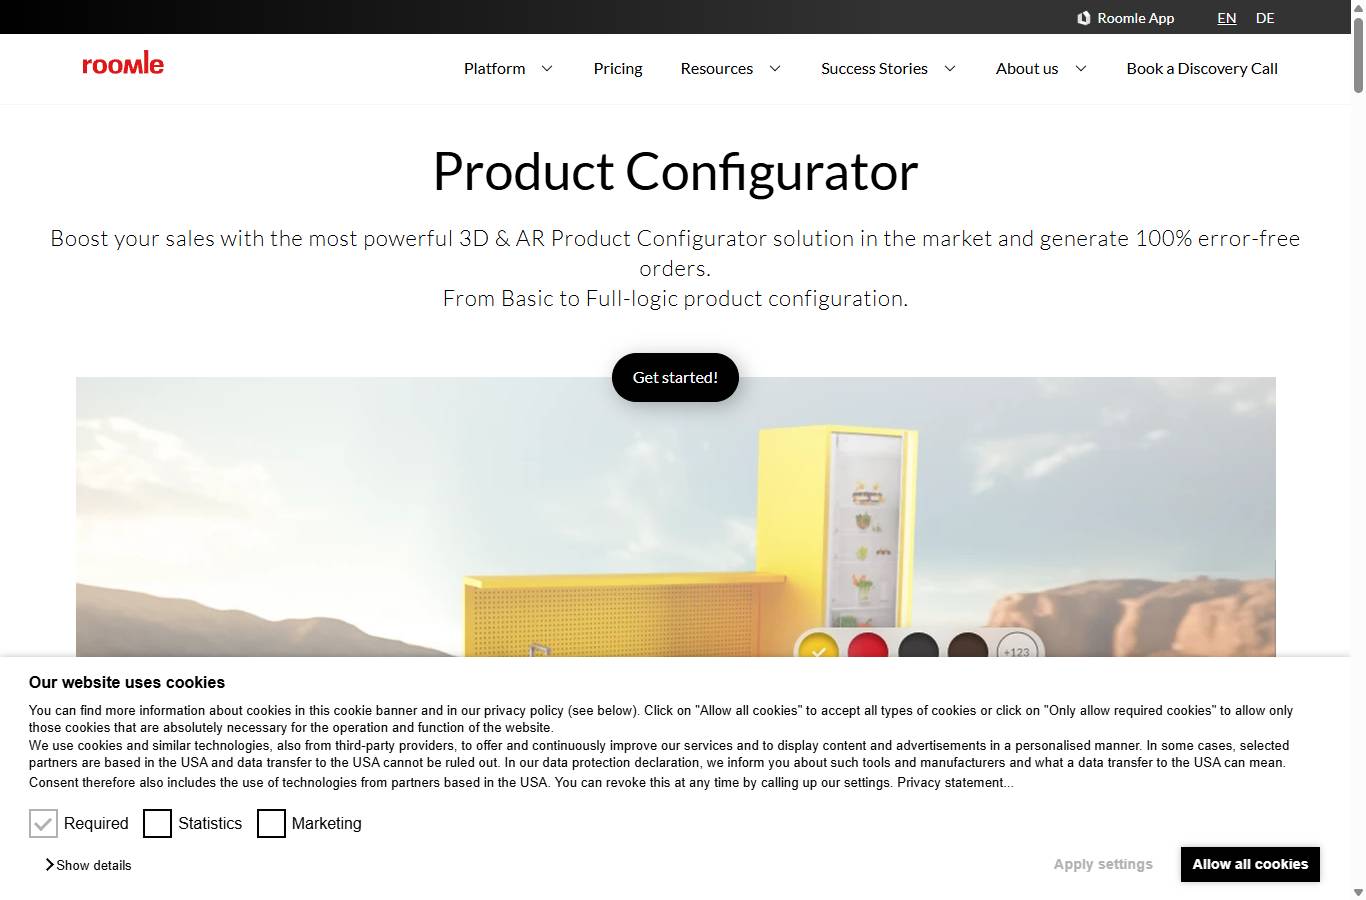 Roomle App EN DE
roomle Platform Pricing Resources Success Stories About us Book a Discovery Call
Product Configurator
Boost your sales with the most powerful 3D & AR Product Configurator solution in the market and generate 100% error-free
orders.
From Basic to Full-logic product configuration.
Get started!
+123
Our website uses cookies
You can find more information about cookies in this cookie banner and in our privacy policy (see below). Click on "Allow all cookies" to accept all types of cookies or click on "Only allow required cookies" to allow only
those cookies that are absolutely necessary for the operation and function of the website.
We use cookies and similar technologies, also from third-party providers, to offer and continuously improve our services and to display content and advertisements in a personalised manner. In some cases, selected
partners are based in the USA and data transfer to the USA cannot be ruled out. In our data protection declaration, we inform you about such tools and manufacturers and what a data transfer to the USA can mean.
Consent therefore also includes the use of technologies from partners based in the USA. You can revoke this at any time by calling up our settings. Privacy statement...
Required Statistics Marketing
Show details Apply settings Allow all cookies